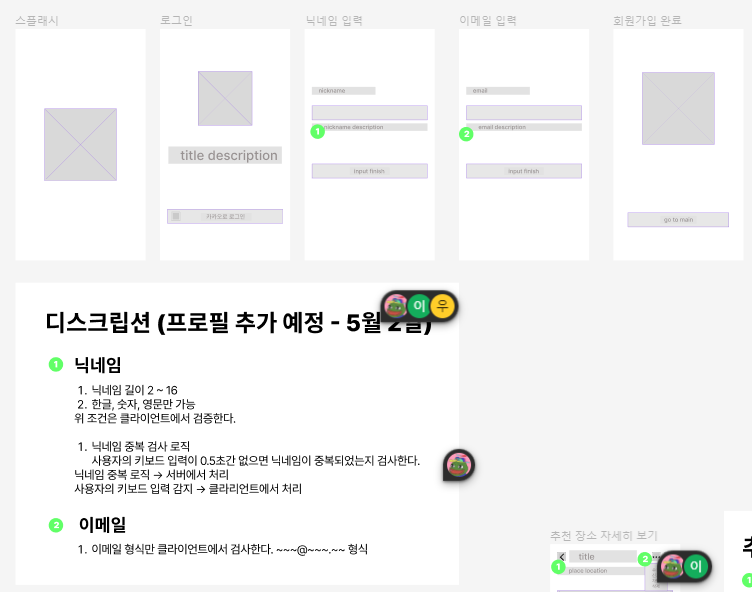 스플래시
로그인
닉네임 입력
이메일 입력
회원가입 완료
nickname
email
1 nickname description
2 email description
title description
input finish
input finish
카카오로 로그인
go to main
이 우
디스크립션 (프로필 추가 예정 - 5월 2일)
1 닉네임
1. 닉네임 길이 2 ~ 16
2. 한글, 숫자, 영문만 가능
위 조건은 클라이언트에서 검증한다.
1. 닉네임 중복 검사 로직
사용자의 키보드 입력이 0.5초간 없으면 닉네임이 중복되었는지 검사한다.
닉네임 중복 로직 → 서버에서 처리
사용자의 키보드 입력 감지 → 클라리언트에서 처리
2 이메일
1. 이메일 형식만 클라이언트에서 검사한다. ~~~@~~~.~~ 형식
추천 장소 자세히 보기
title
2
이
1 place location
1